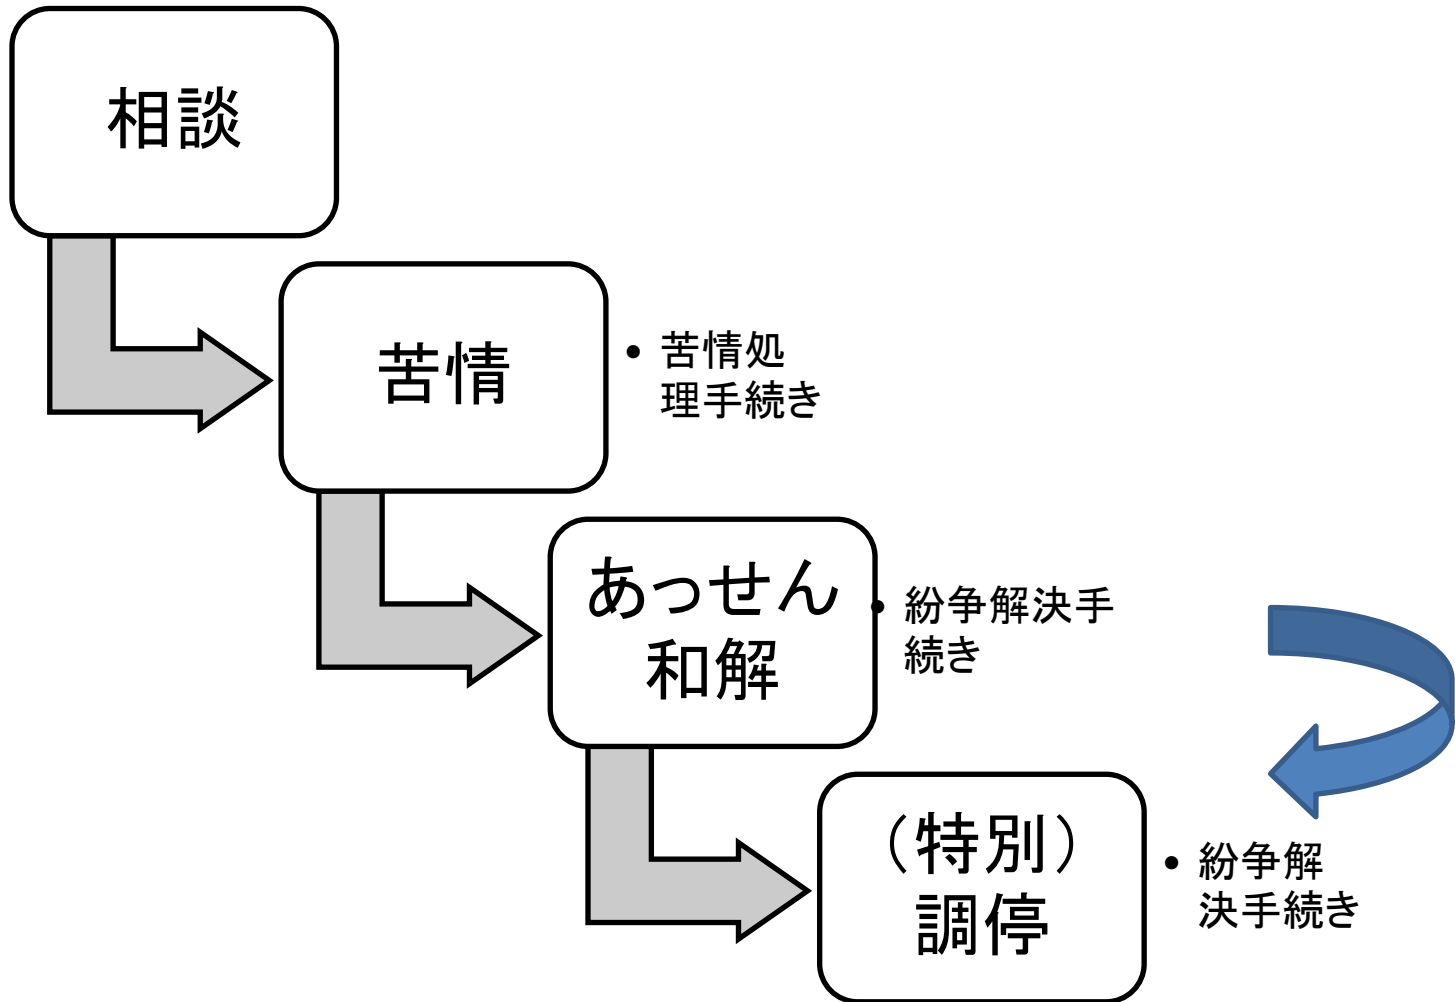 相談
苦情
• 苦情処
理手続き
あっせん
和解
• 紛争解決手
続き
（特別）
調停
• 紛争解
決手続き